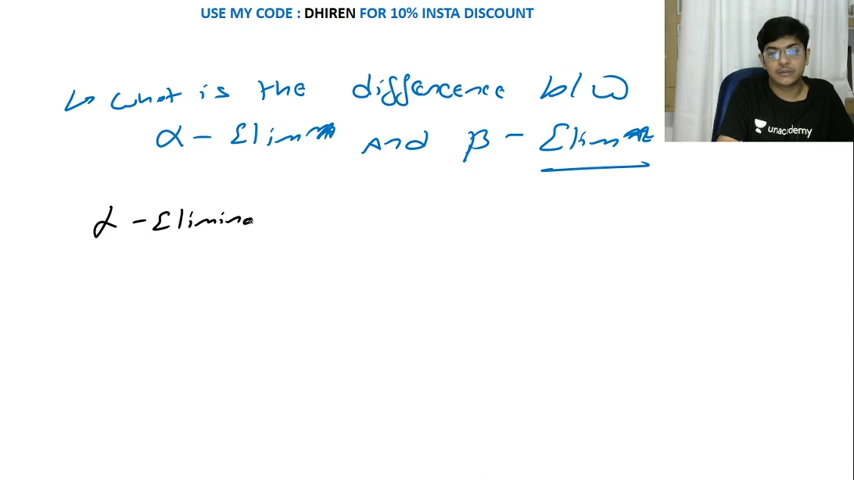 USE MY CODE : DHIREN FOR 10% INSTA DISCOUNT
↳ what is the difference b/w
α - Elimn and β - Elimn
α - Elimina
unacademy